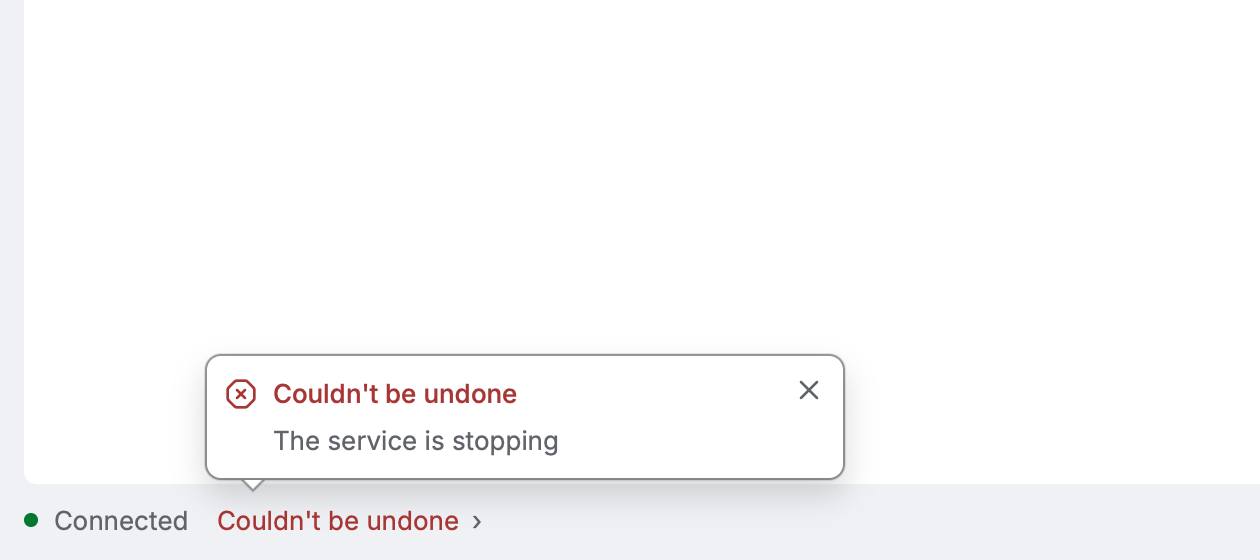 Couldn't be undone
The service is stopping
Connected Couldn't be undone ›